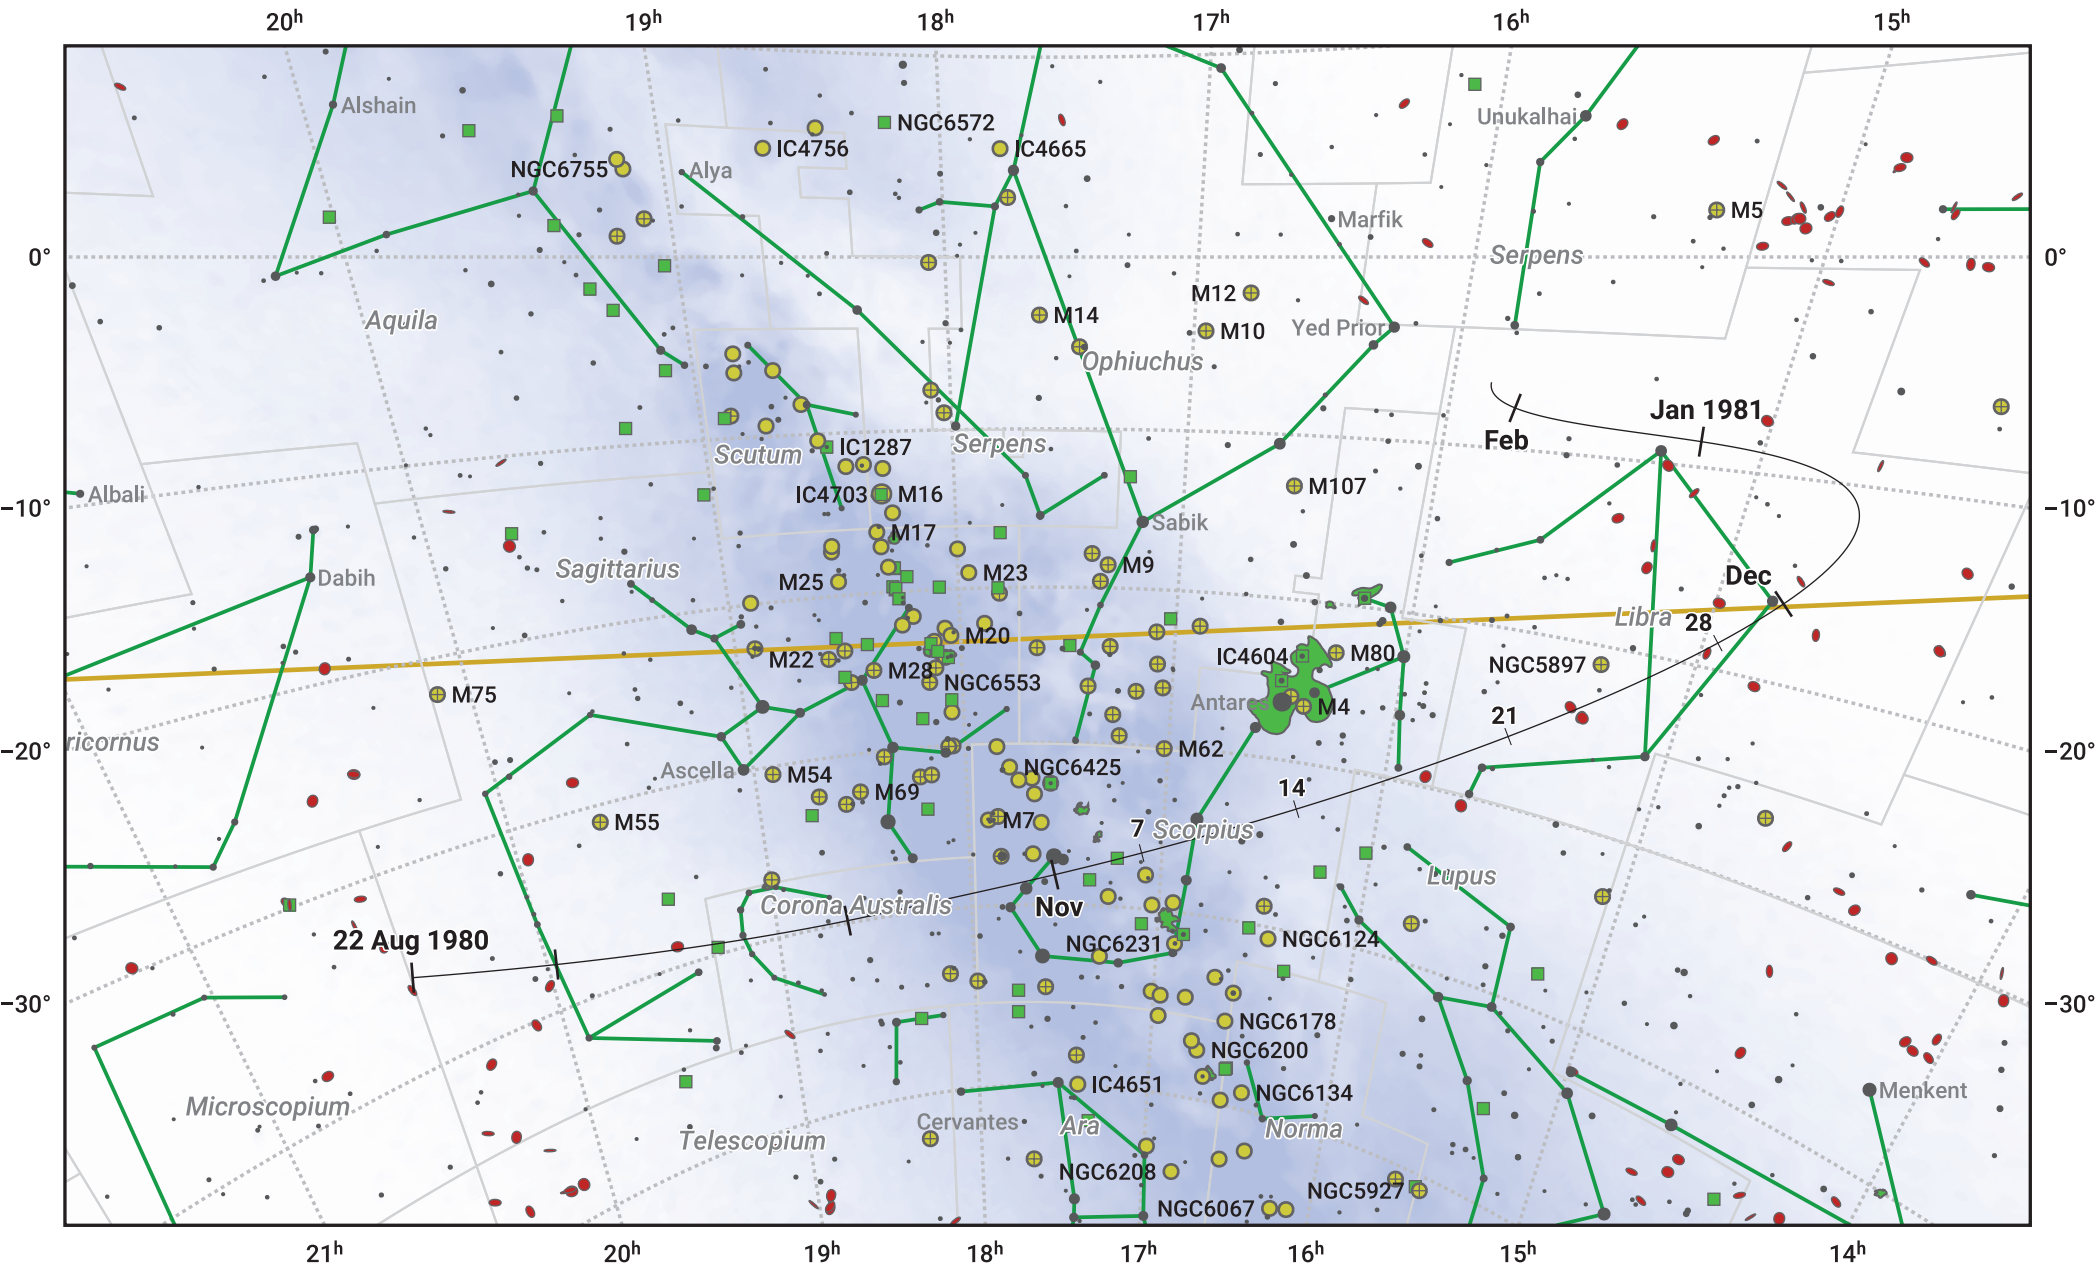 20h 19h 18h 17h 16h 15h
Alshain
NGC6572
Unukalhai
IC4756
IC4665
NGC6755
Alya
M5
Marfik
0°
Serpens
0°
M12
M14
Aquila
M10
Yed Prior
Ophiuchus
Jan 1981
Feb
Scutum
IC1287
Serpens
M107
Albali
IC4703
M16
−10°
−10°
Sabik
M17
Sagittarius
M9
Dabih
M25
M23
Dec
Libra
28
M20
IC4604
M80
M22
NGC5897
M28
NGC6553
M75
Antares
M4
21
ricornus
−20°
M62
−20°
Ascella
M54
NGC6425
14
M69
M55
M7
7
Scorpius
Lupus
Corona Australis
Nov
22 Aug 1980
NGC6231
NGC6124
−30°
−30°
NGC6178
NGC6200
IC4651
NGC6134
Menkent
Microscopium
Cervantes
Ara
Norma
Telescopium
NGC6208
NGC5927
NGC6067
21h 20h 19h 18h 17h 16h 15h 14h